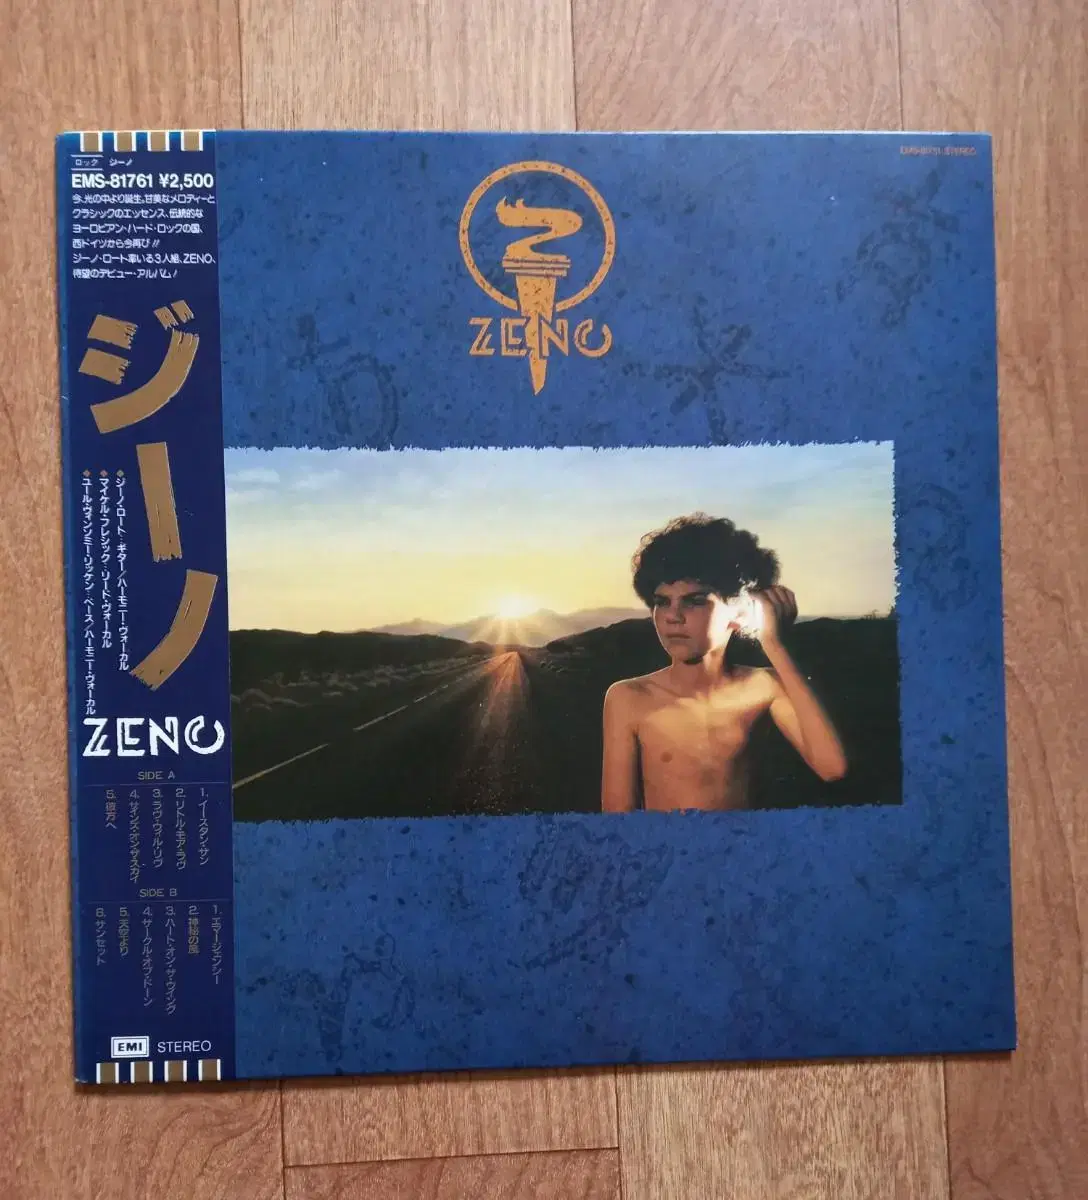 ロック ジーノ
EMS-81761 ¥2,500
今、光の中より誕生。甘美なメロディーと
クラシックのエッセンス、伝統的な
ヨーロピアン・ハード・ロックの国、
西ドイツから今再び!!
ジーノ・ロート率いる3人組、ZENO、
待望のデビュー・アルバム!
ジーノ
ジーノ・ロート:ギター/ハーモニー・ヴォーカル
マイケル・フレシッグ:リード・ヴォーカル
ユール・ヴィンソミー・リッケン:ベース/ハーモニー・ヴォーカル
ZENO
SIDE A
1. イースタン・サン
2. リトル・モア・ラヴ
3. ラヴ・ウィル・リヴ
4. サインズ・オン・ザ・スカイ
5. 彼方へ
SIDE B
1. エマージェンシー
2. 神秘の風
3. ハート・オン・ザ・ウイング
4. サークル・オブ・ドーン
5. 天空より
6. サンセット
EMI STEREO
EMS-81761 STEREO
Z
ZENO